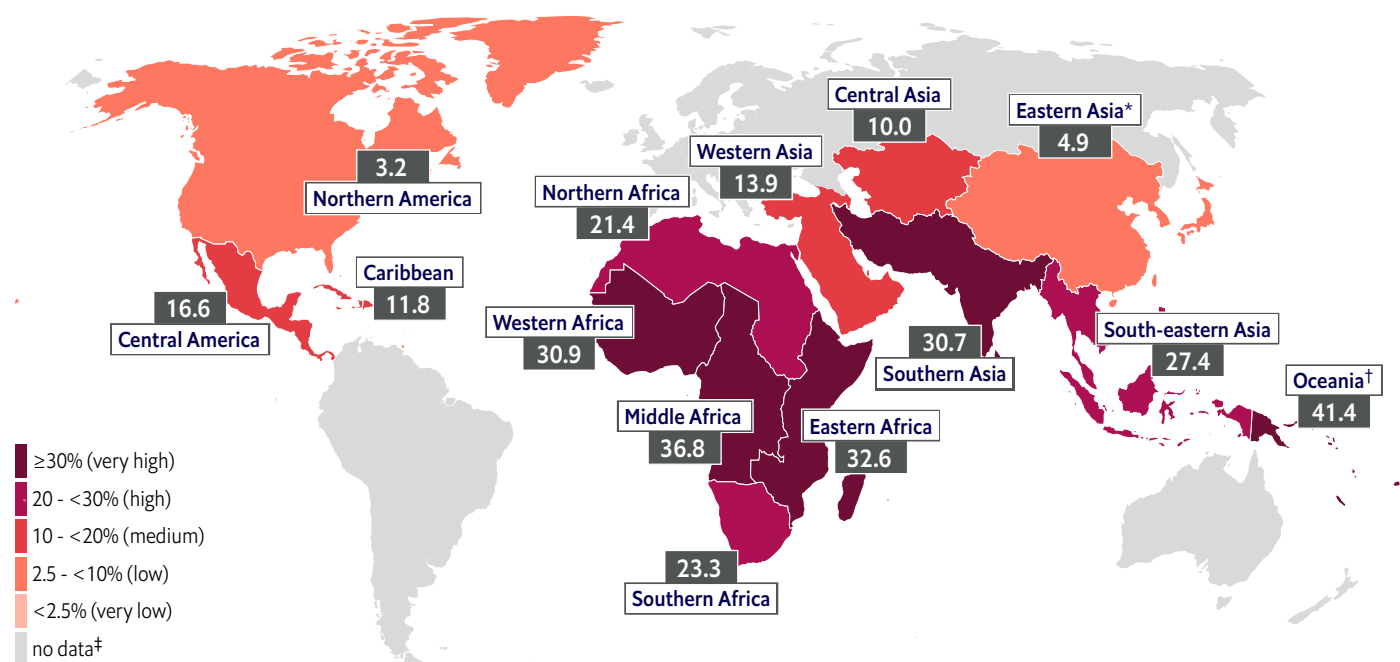 Central Asia
10.0
Eastern Asia*
4.9
Western Asia
13.9
3.2
Northern America
Northern Africa
21.4
Caribbean
11.8
16.6
Central America
Western Africa
30.9
30.7
Southern Asia
South-eastern Asia
27.4
Oceania†
41.4
Middle Africa
36.8
Eastern Africa
32.6
23.3
Southern Africa
≥30% (very high)
20 - <30% (high)
10 - <20% (medium)
2.5 - <10% (low)
<2.5% (very low)
no data‡